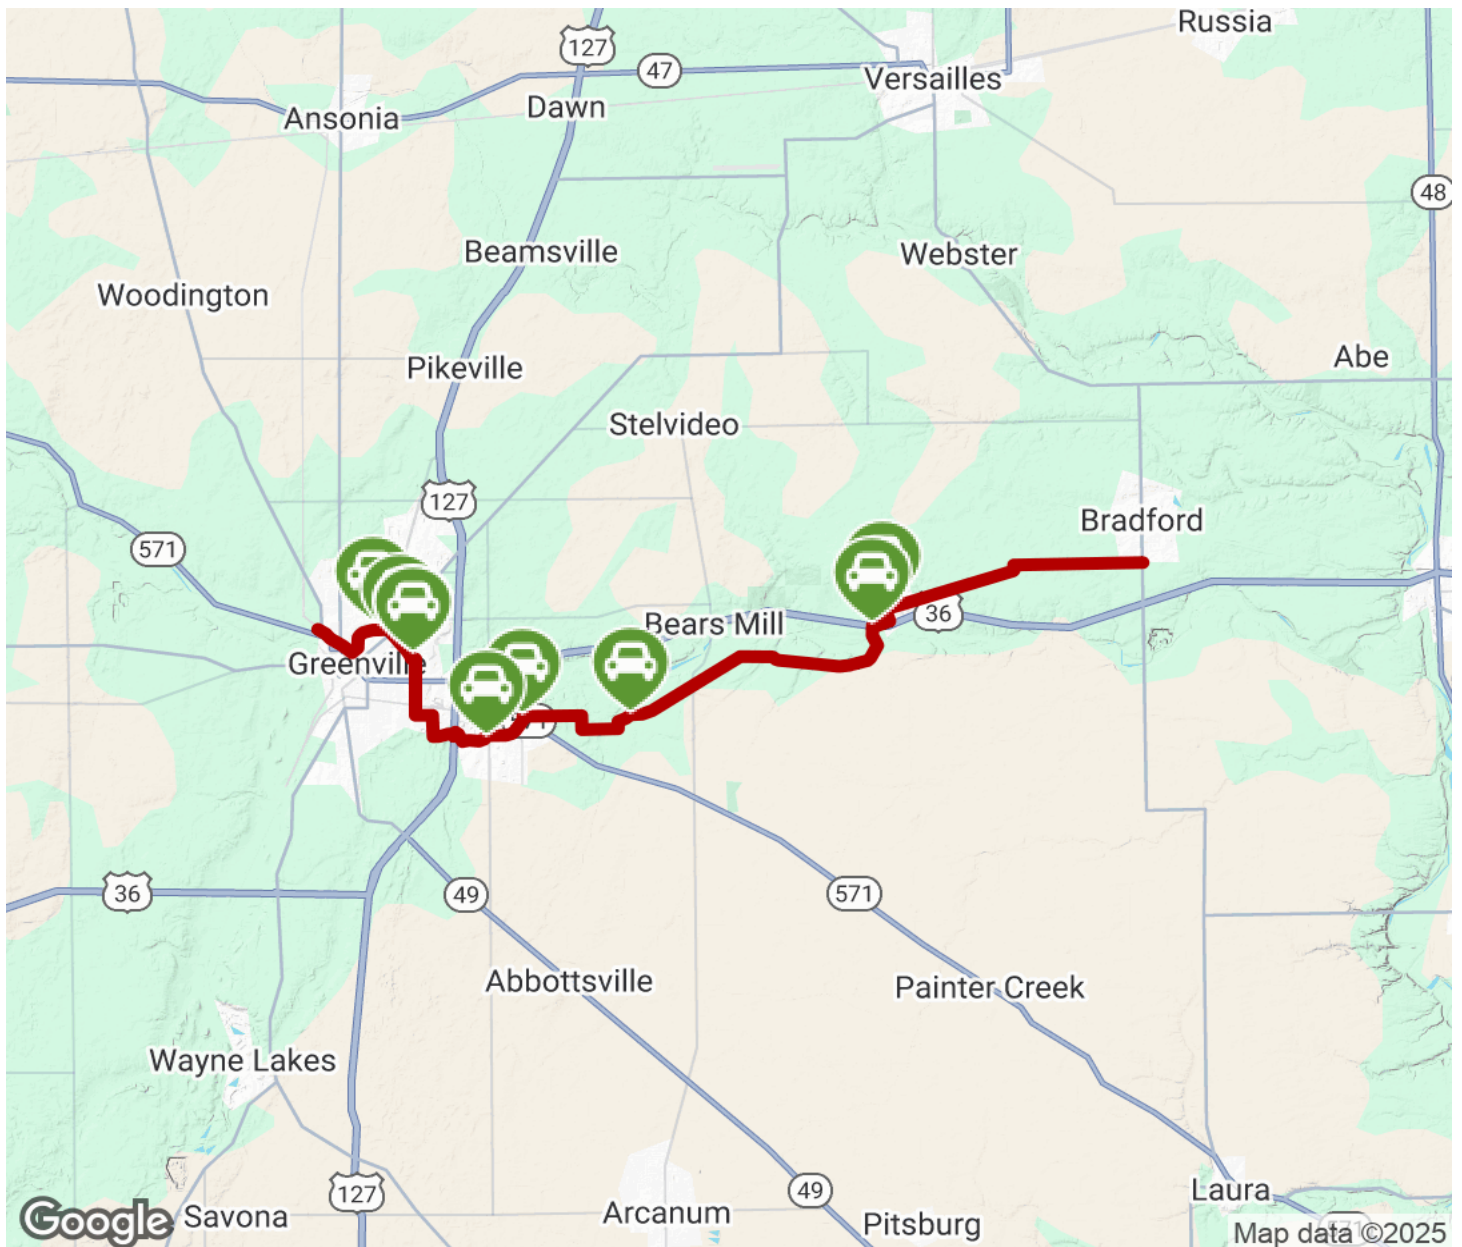 Russia
127
47
Versailles
Dawn
Ansonia
48
Beamsville
Webster
Woodington
Abe
Pikeville
Stelvideo
127
Bradford
571
36
Bears Mill
Greenville
36
49
571
Abbottsville
Painter Creek
Wayne Lakes
127
49
Laura
Arcanum
Savona
Pitsburg
Google
Map data ©2025